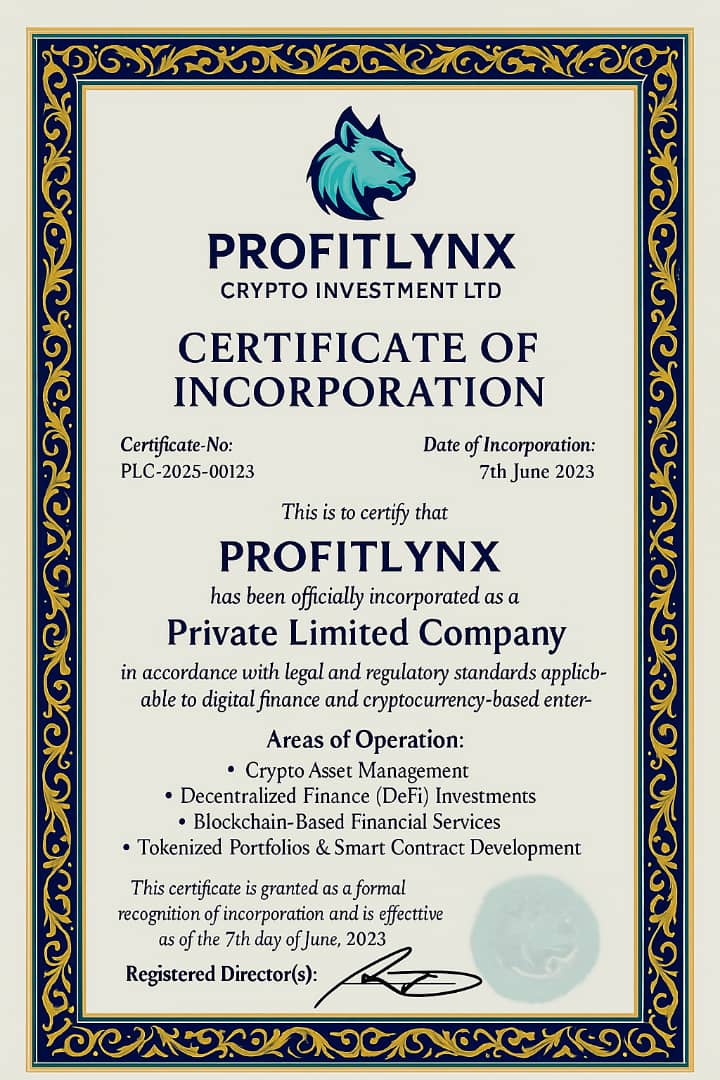 PROFITLYNX
CRYPTO INVESTMENT LTD
CERTIFICATE OF
INCORPORATION
Certificate-No:
PLC-2025-00123
Date of Incorporation:
7th June 2023
This is to certify that
PROFITLYNX
has been officially incorporated as a
Private Limited Company
in accordance with legal and regulatory standards applicb-
able to digital finance and cryptocurrency-based enter-
Areas of Operation:
• Crypto Asset Management
• Decentralized Finance (DeFi) Investments
• Blockchain-Based Financial Services
• Tokenized Portfolios & Smart Contract Development
This certificate is granted as a formal
recognition of incorporation and is effecttive
as of the 7th day of June, 2023
Registered Director(s):